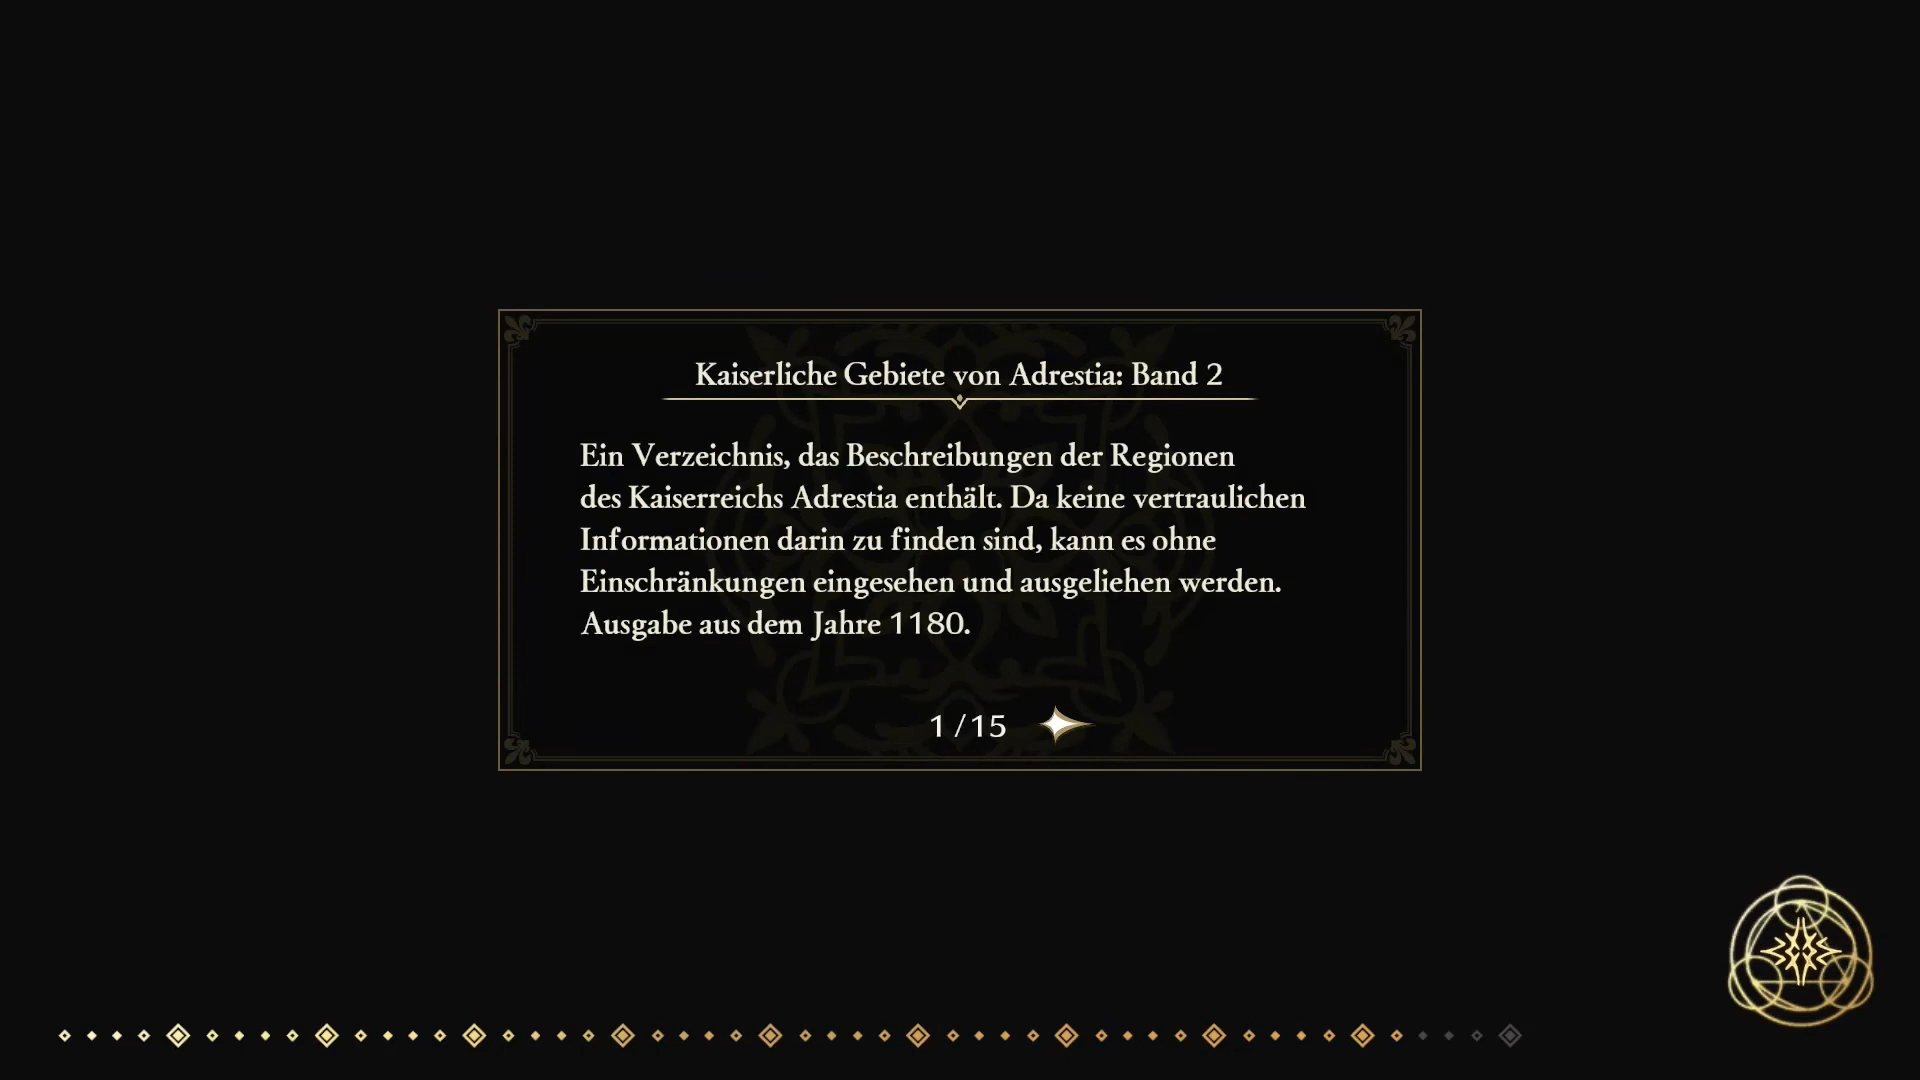 Kaiserliche Gebiete von Adrestia: Band 2
Ein Verzeichnis, das Beschreibungen der Regionen
des Kaiserreichs Adrestia enthält. Da keine vertraulichen
Informationen darin zu finden sind, kann es ohne
Einschränkungen eingesehen und ausgeliehen werden.
Ausgabe aus dem Jahre 1180.
1 / 15